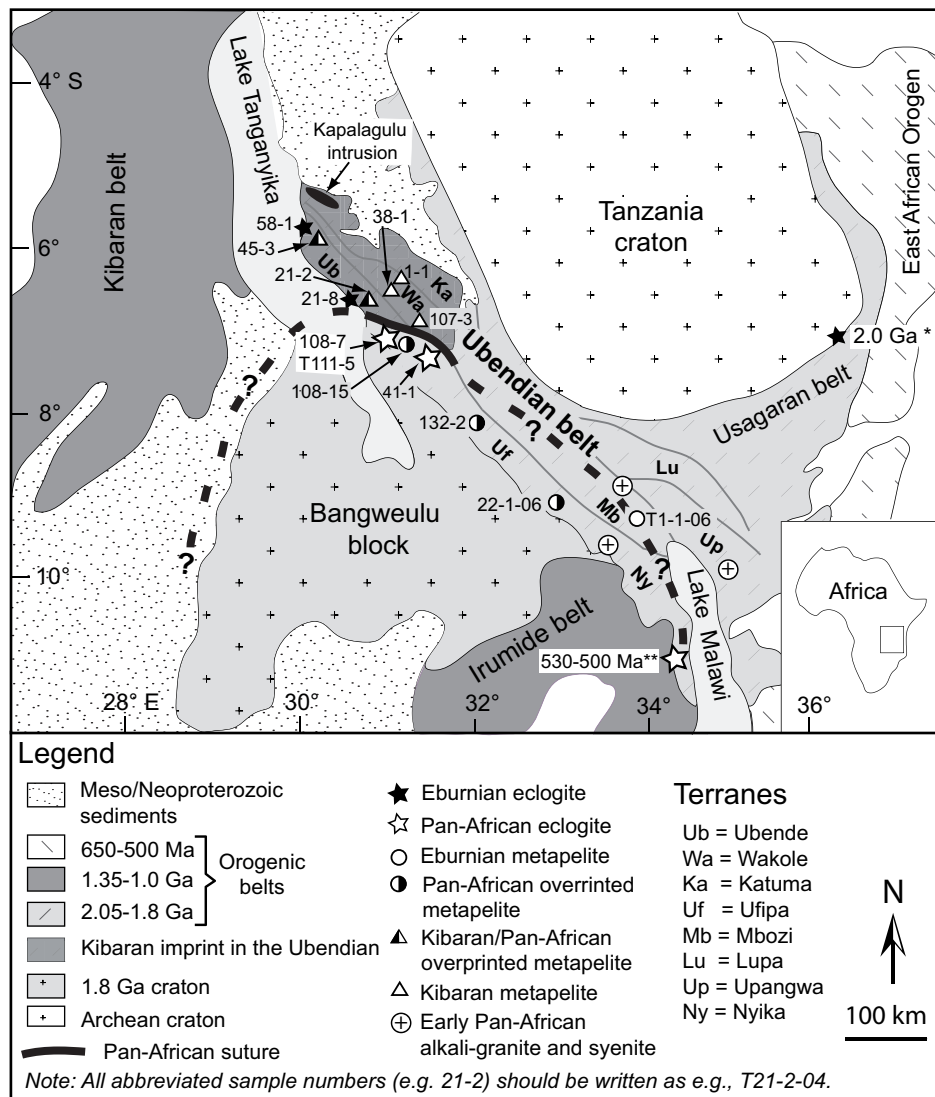 4° S
6°
8°
10°
28° E
30°
32°
34°
36°
Kibaran belt
Lake Tanganyika
Kapalagulu
intrusion
Tanzania
craton
East African Orogen
58-1
45-3
38-1
21-2
21-8
1-1
107-3
Ub
Wa
Ka
108-7
T111-5
108-15
41-1
132-2
22-1-06
T1-1-06
2.0 Ga *
Ubendian belt
Usagaran belt
?
?
?
?
Uf
Lu
Mb
Up
Ny
Bangweulu
block
Irumide belt
Lake Malawi
530-500 Ma**
Africa
Legend
Meso/Neoproterozoic
sediments
650-500 Ma
1.35-1.0 Ga
2.05-1.8 Ga
Orogenic
belts
Kibaran imprint in the Ubendian
1.8 Ga craton
Archean craton
Pan-African suture
Eburnian eclogite
Pan-African eclogite
Eburnian metapelite
Pan-African overrinted
metapelite
Kibaran/Pan-African
overprinted metapelite
Kibaran metapelite
Early Pan-African
alkali-granite and syenite
Terranes
Ub = Ubende
Wa = Wakole
Ka = Katuma
Uf = Ufipa
Mb = Mbozi
Lu = Lupa
Up = Upangwa
Ny = Nyika
N
100 km
Note: All abbreviated sample numbers (e.g. 21-2) should be written as e.g., T21-2-04.